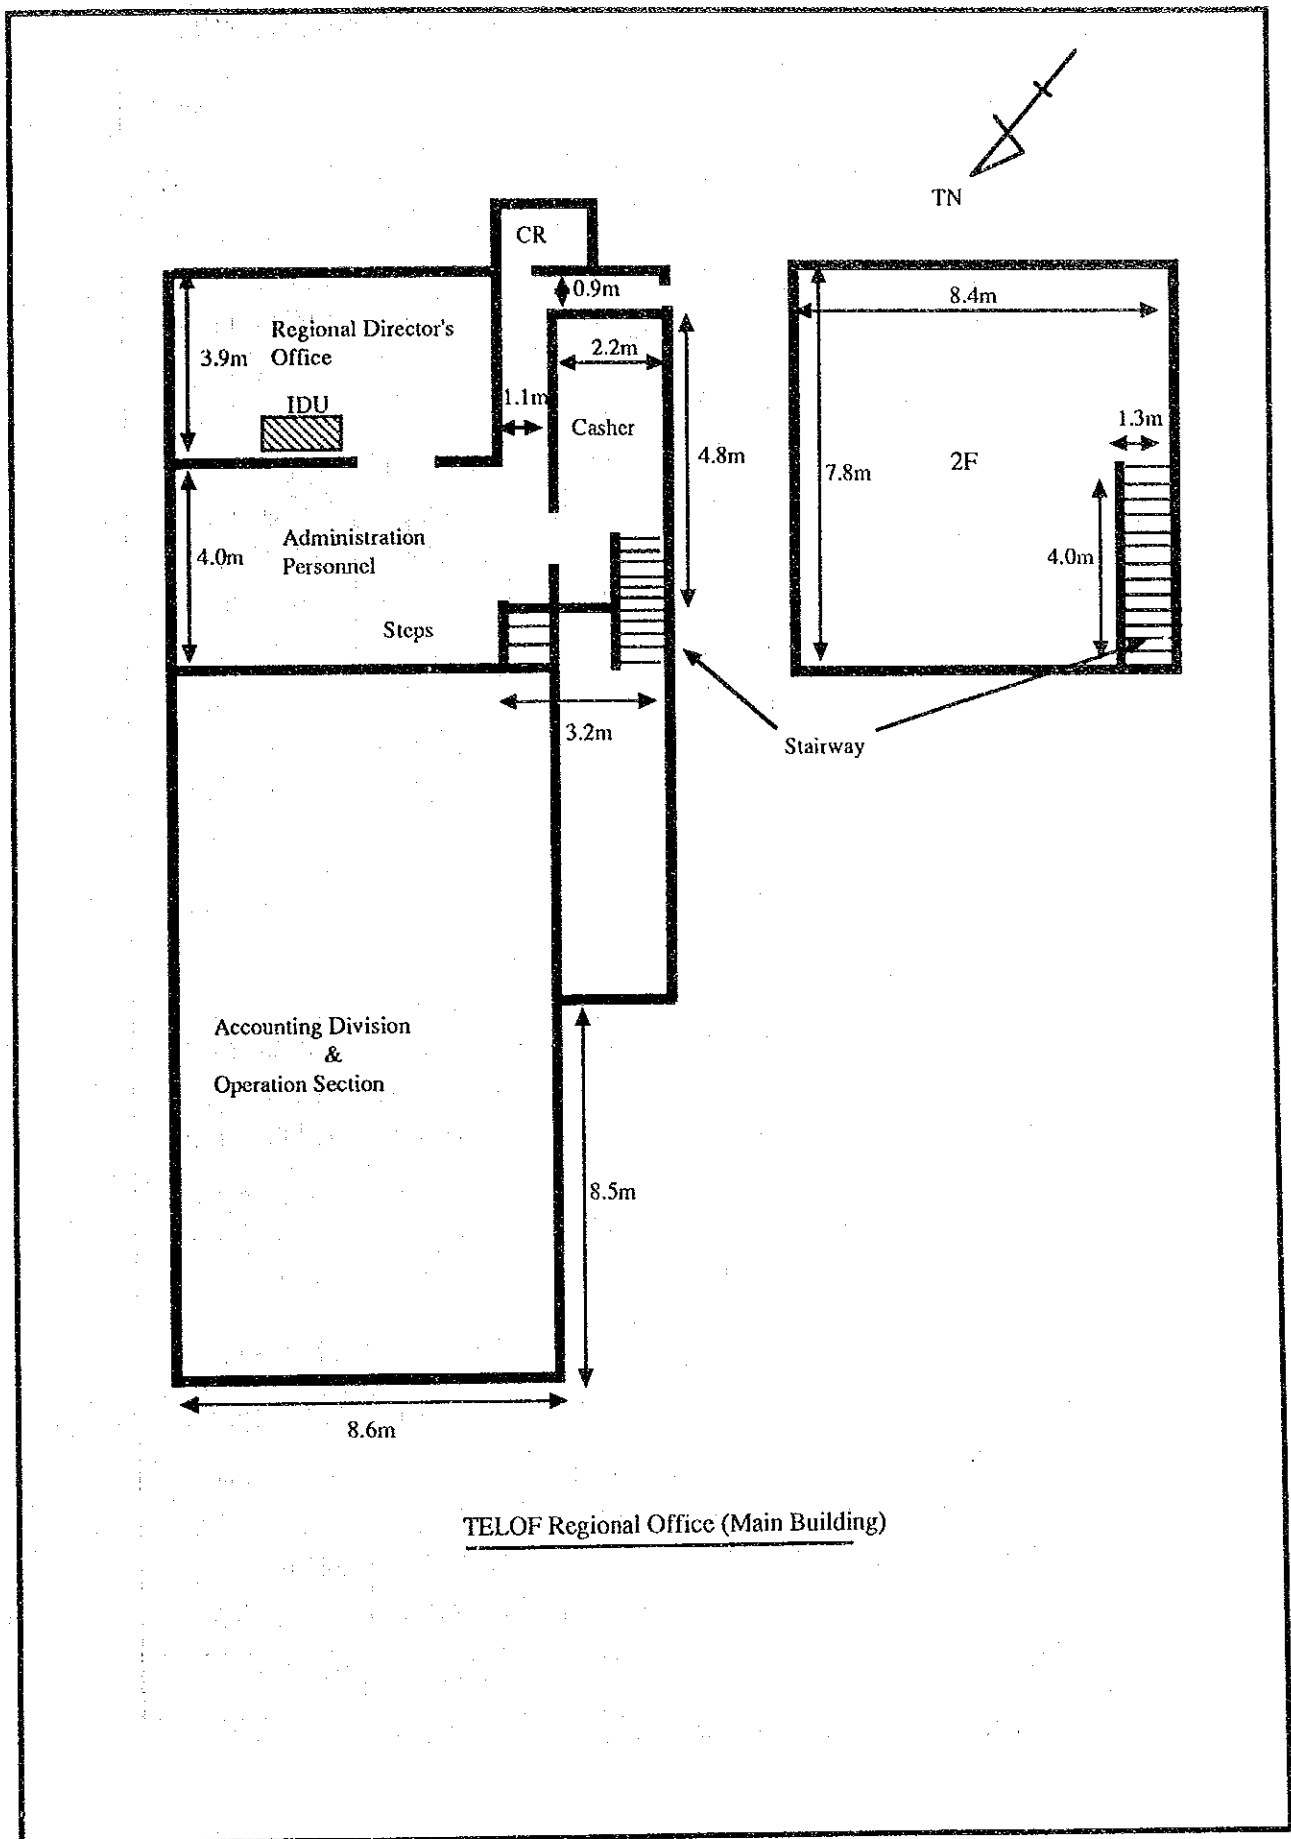 TN
CR
0.9m
8.4m
Regional Director's
Office
3.9m
2.2m
IDU
1.1m
Casher
1.3m
4.8m
2F
7.8m
Administration
Personnel
4.0m
4.0m
Steps
3.2m
Stairway
Accounting Division
&
Operation Section
8.5m
8.6m
TELOF Regional Office (Main Building)